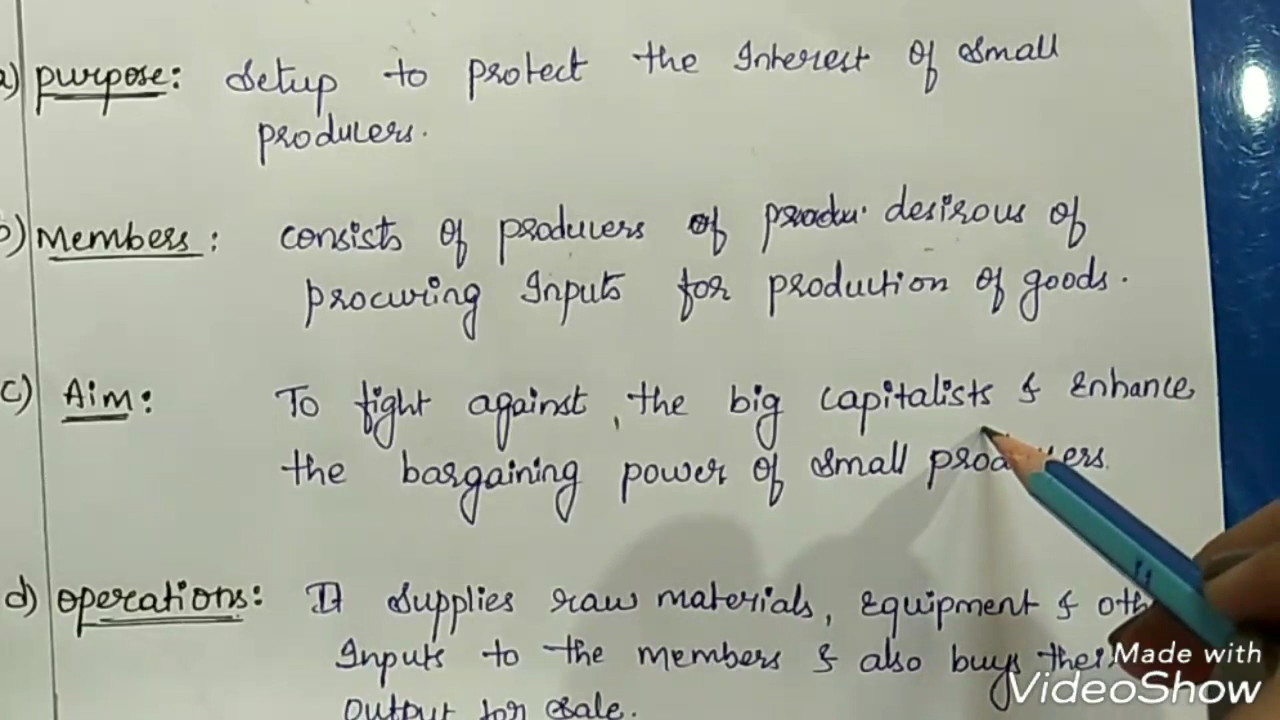 a) purpose: Setup to protect the Interest of small
producers.
b) Members: consists of producers of produ. desirous of
procuring Inputs for production of goods.
c) Aim: To fight against, the big capitalists & Enhance
the bargaining power of small producers.
d) operations: It supplies raw materials, Equipment &
Inputs to the members & also buys
output for sale.
Made with
VideoShow